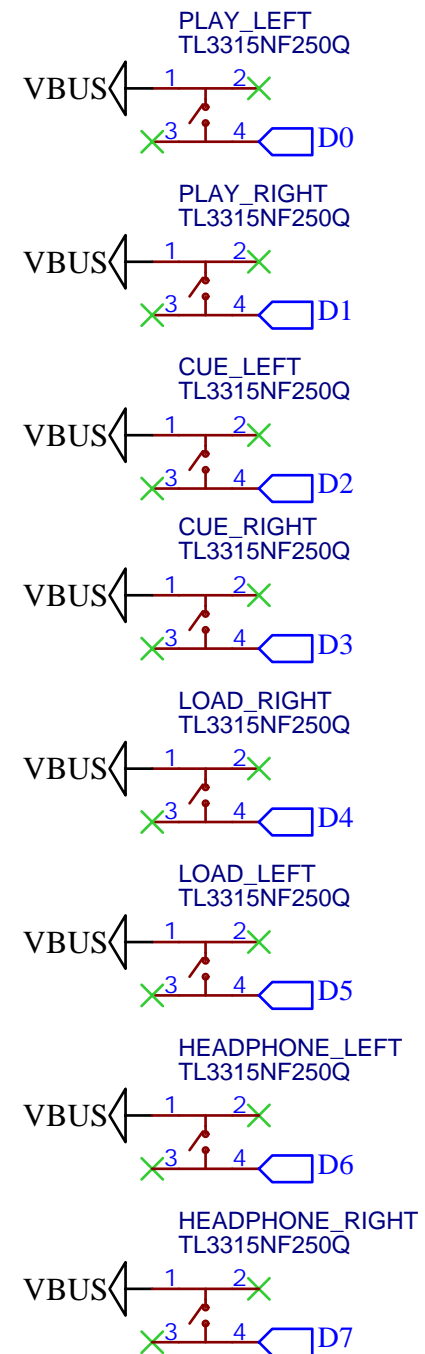 PLAY_LEFT
TL3315NF250Q
VBUS 1 2
3 4 D0
PLAY_RIGHT
TL3315NF250Q
VBUS 1 2
3 4 D1
CUE_LEFT
TL3315NF250Q
VBUS 1 2
3 4 D2
CUE_RIGHT
TL3315NF250Q
VBUS 1 2
3 4 D3
LOAD_RIGHT
TL3315NF250Q
VBUS 1 2
3 4 D4
LOAD_LEFT
TL3315NF250Q
VBUS 1 2
3 4 D5
HEADPHONE_LEFT
TL3315NF250Q
VBUS 1 2
3 4 D6
HEADPHONE_RIGHT
TL3315NF250Q
VBUS 1 2
3 4 D7